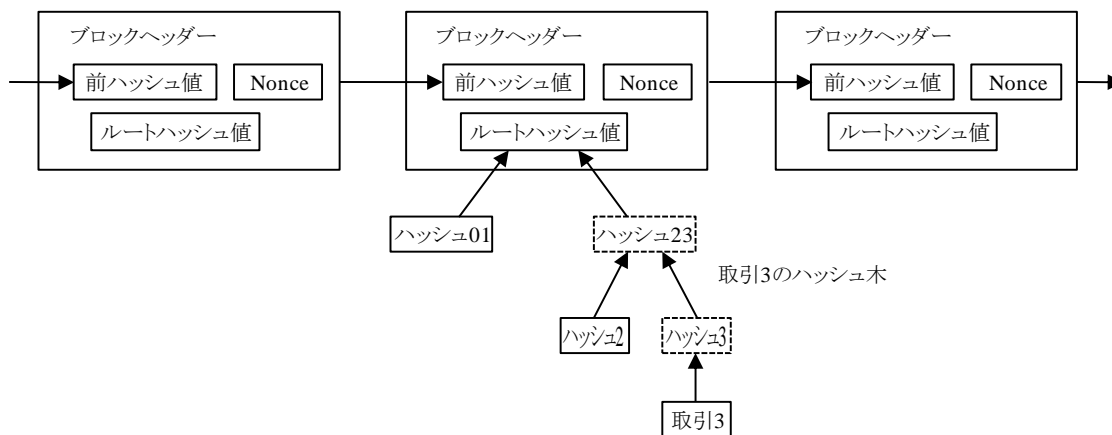 ブロックヘッダー
ブロックヘッダー
ブロックヘッダー
前ハッシュ値 Nonce
前ハッシュ値 Nonce
前ハッシュ値 Nonce
ルートハッシュ値
ルートハッシュ値
ルートハッシュ値
ハッシュ01
ハッシュ23
取引3のハッシュ木
ハッシュ2
ハッシュ3
取引3